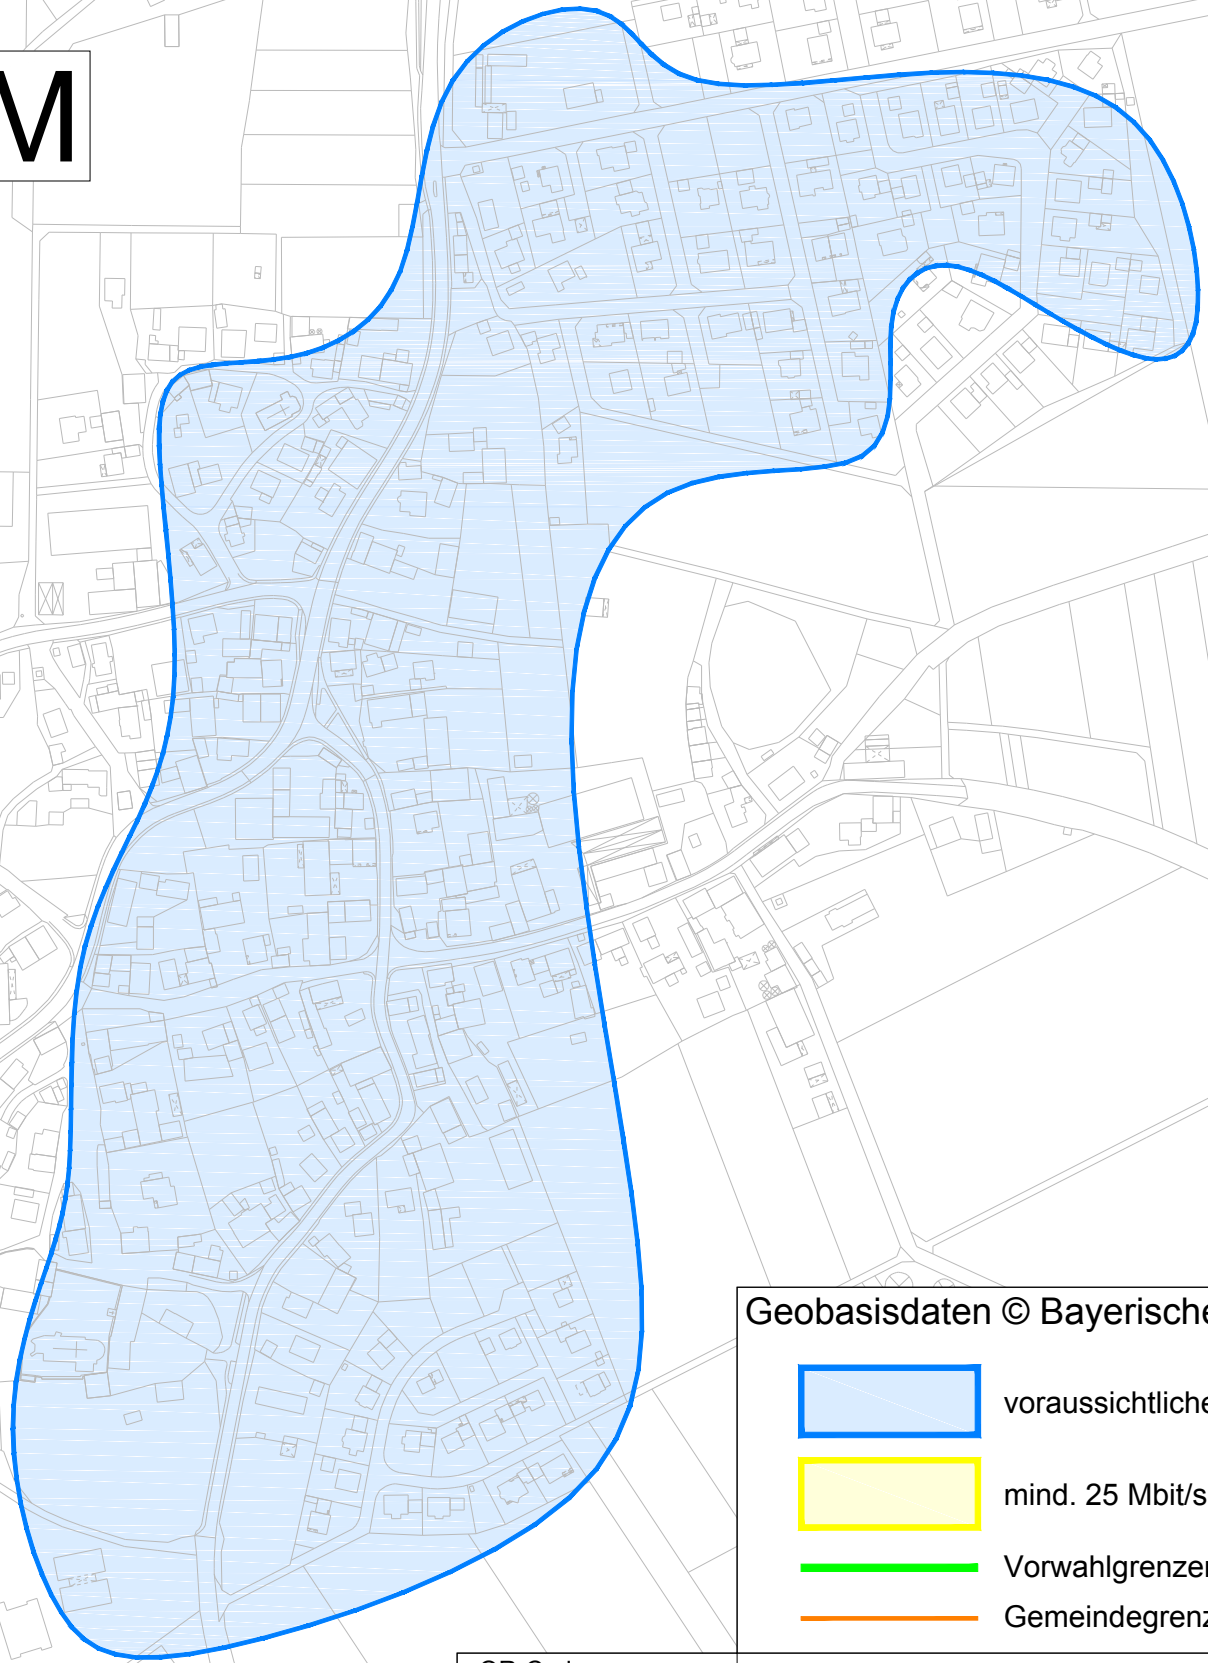 M
Geobasisdaten © Bayerische
voraussichtliche
mind. 25 Mbit/s
Vorwahlgrenzen
Gemeindegrenz